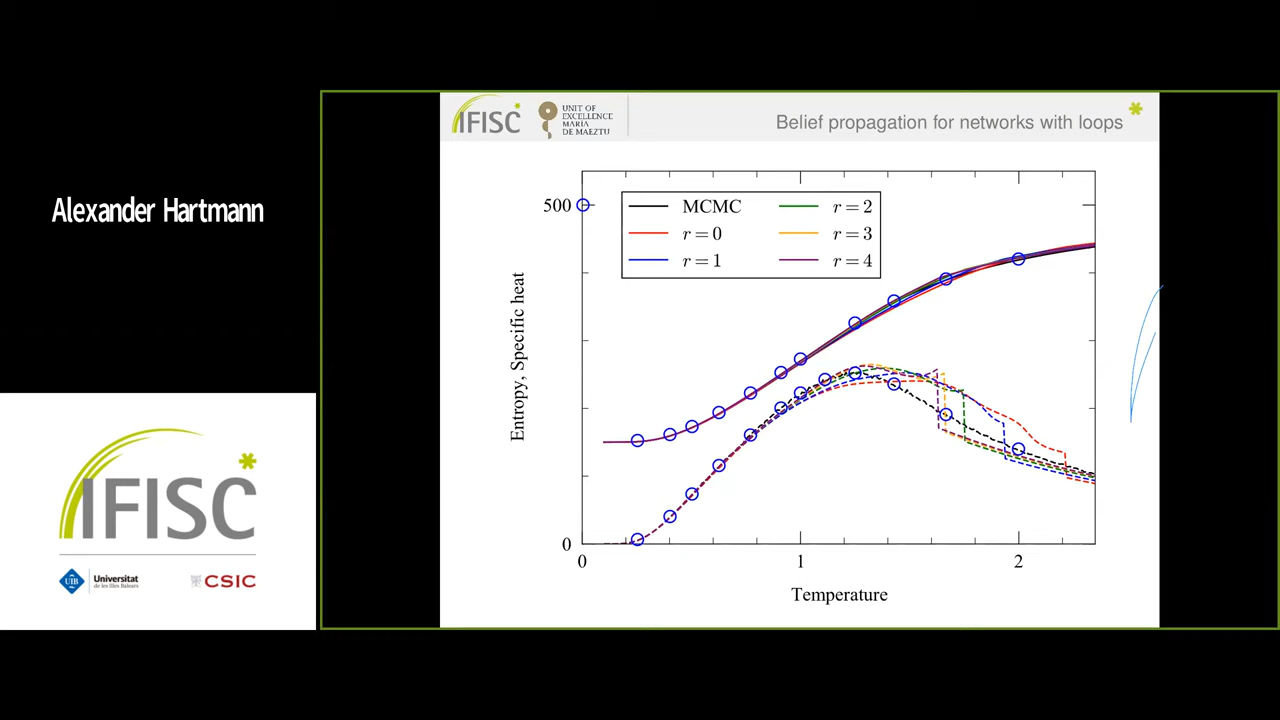 Alexander Hartmann
IFISC
UIB
Universitat
de les Illes Balears
CSIC
IFISC
UNIT OF
EXCELLENCE
MARIA
DE MAEZTU
Belief propagation for networks with loops
500
MCMC
r = 0
r = 1
r = 2
r = 3
r = 4
Entropy, Specific heat
0
0
1
2
Temperature